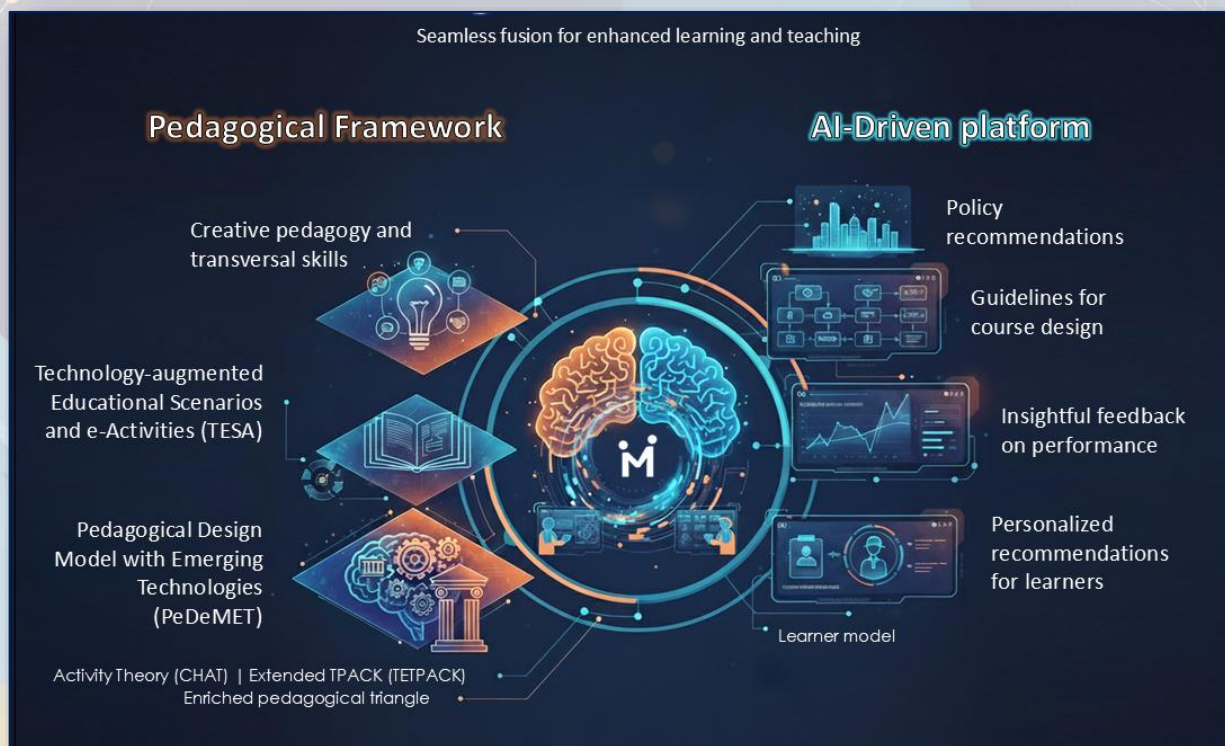 Seamless fusion for enhanced learning and teaching
Pedagogical Framework
Creative pedagogy and
transversal skills
Technology-augmented
Educational Scenarios
and e-Activities (TESA)
Pedagogical Design
Model with Emerging
Technologies
(PeDeMET)
Activity Theory (CHAT) | Extended TPACK (TETPACK)
Enriched pedagogical triangle
AI-Driven platform
Policy
recommendations
Guidelines for
course design
Insightful feedback
on performance
Personalized
recommendations
for learners
Learner model